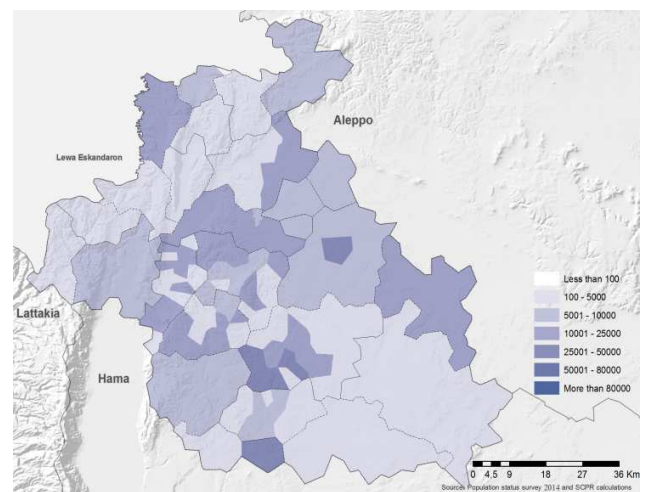 Aleppo
Lewa Eskandaron
Less than 100
100 - 5000
5001 - 10000
10001 - 25000
25001 - 50000
50001 - 80000
More than 80000
Lattakia
Hama
0 4.5 9 18 27 36 Km
Source: Population status survey 2014 and SCPR calculations